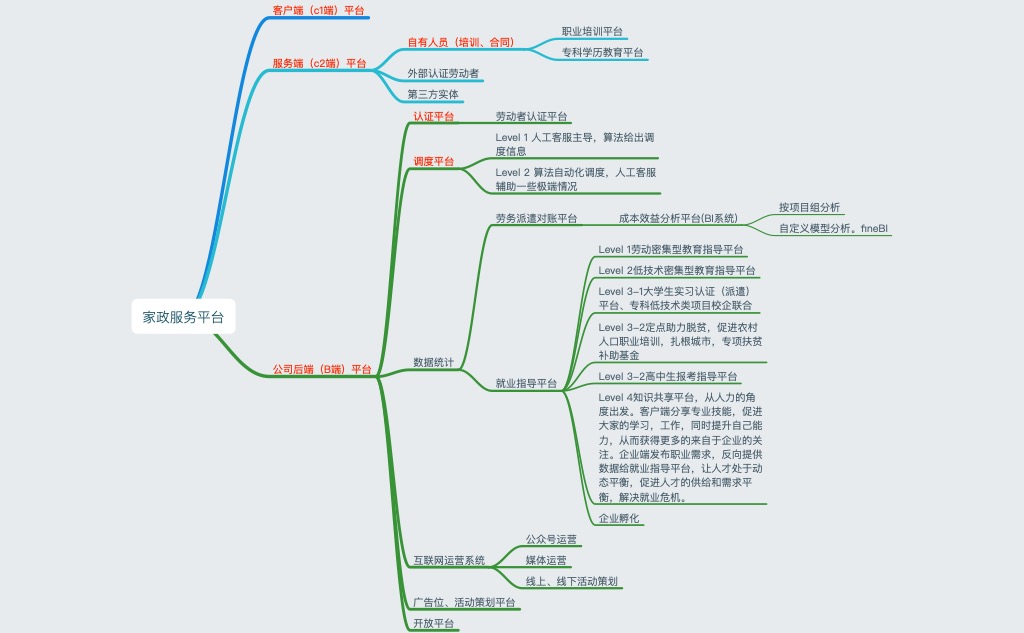 客户端（c1端）平台
服务端（c2端）平台
自有人员（培训、合同）
职业培训平台
专科学历教育平台
外部认证劳动者
第三方实体
家政服务平台
公司后端（B端）平台
认证平台
劳动者认证平台
调度平台
Level 1 人工客服主导，算法给出调
度信息
Level 2 算法自动化调度，人工客服
辅助一些极端情况
数据统计
劳务派遣对账平台
成本效益分析平台(BI系统)
按项目组分析
自定义模型分析。fineBI
就业指导平台
Level 1劳动密集型教育指导平台
Level 2低技术密集型教育指导平台
Level 3-1大学生实习认证（派遣）
平台、专科低技术类项目校企联合
Level 3-2定点助力脱贫，促进农村
人口职业培训，扎根城市，专项扶贫
补助基金
Level 3-2高中生报考指导平台
Level 4知识共享平台，从人力的角
度出发。客户端分享专业技能，促进
大家的学习，工作，同时提升自己能
力，从而获得更多的来自于企业的关
注。企业端发布职业需求，反向提供
数据给就业指导平台，让人才处于动
态平衡，促进人才的供给和需求平
衡，解决就业危机。
企业孵化
互联网运营系统
公众号运营
媒体运营
线上、线下活动策划
广告位、活动策划平台
开放平台